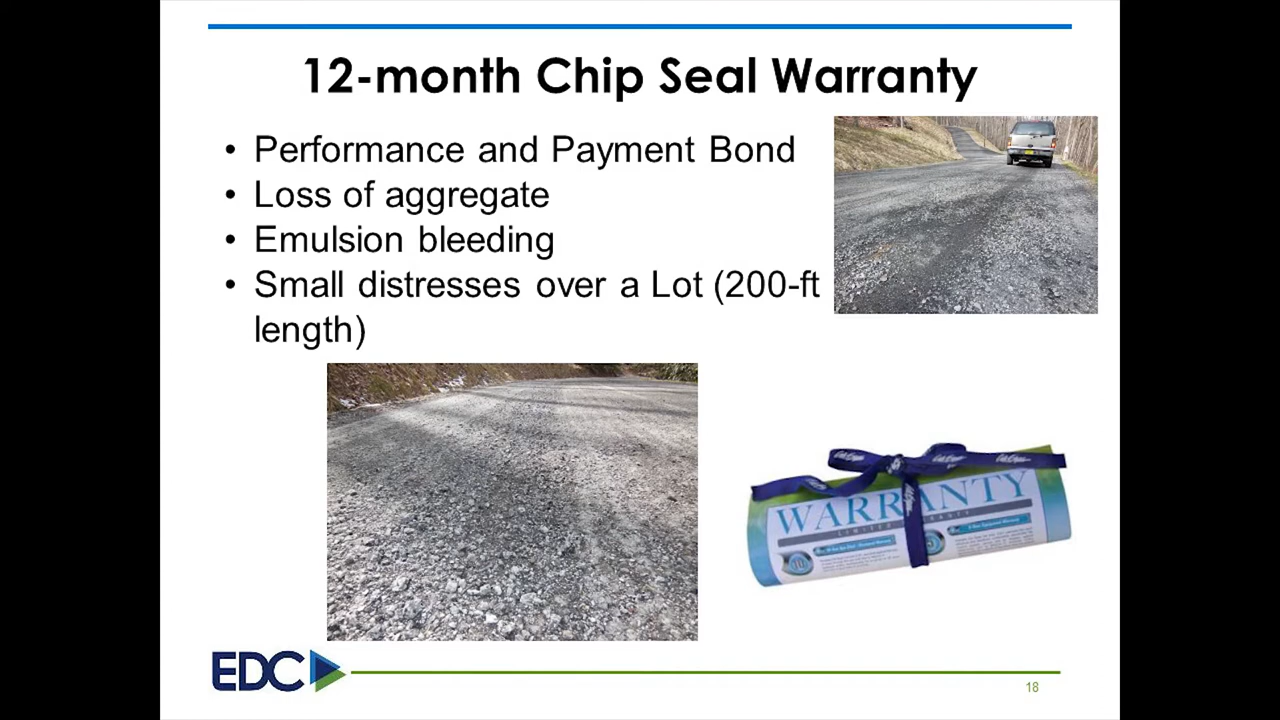 12-month Chip Seal Warranty
• Performance and Payment Bond
• Loss of aggregate
• Emulsion bleeding
• Small distresses over a Lot (200-ft
length)
WARRANTY
EDC
18